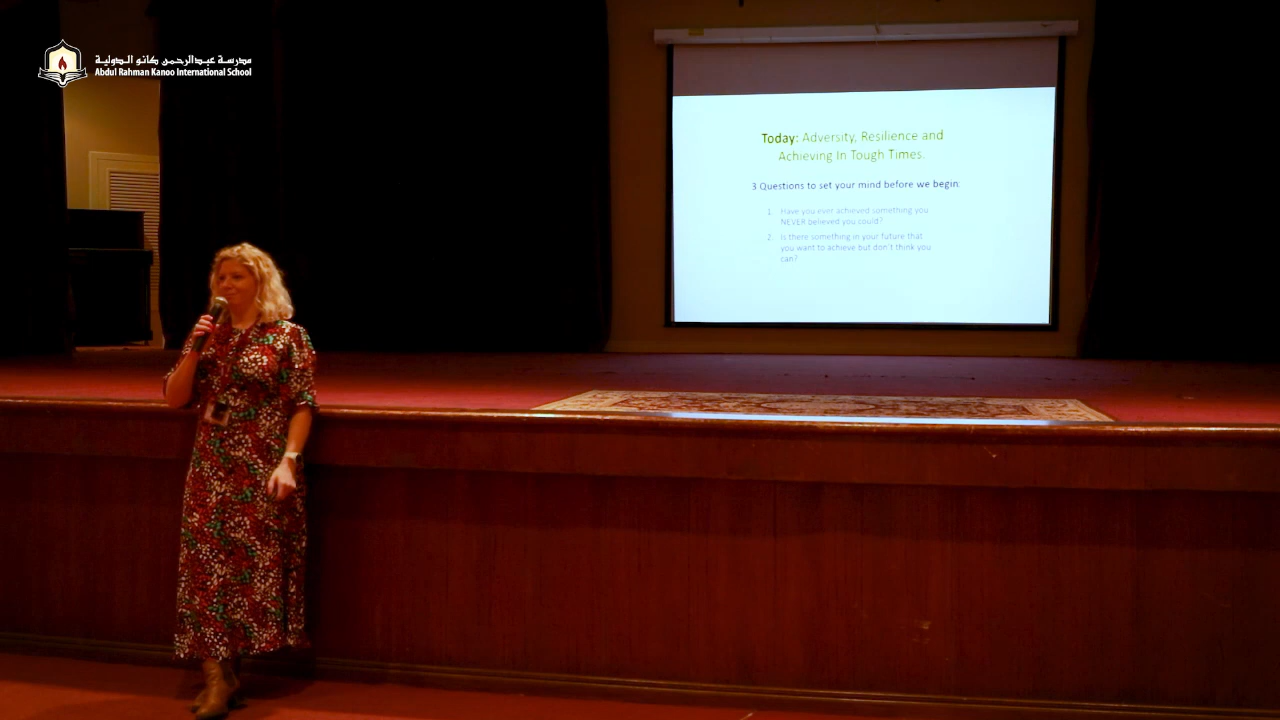 مدرسة عبدالرحمن كانو الدولية
Abdul Rahman Kanoo International School
Today: Adversity, Resilience and
Achieving In Tough Times.
3 Questions to set your mind before we begin:
1. Have you ever achieved something you
NEVER believed you could?
2. Is there something in your future that
you want to achieve but don't think you
can?